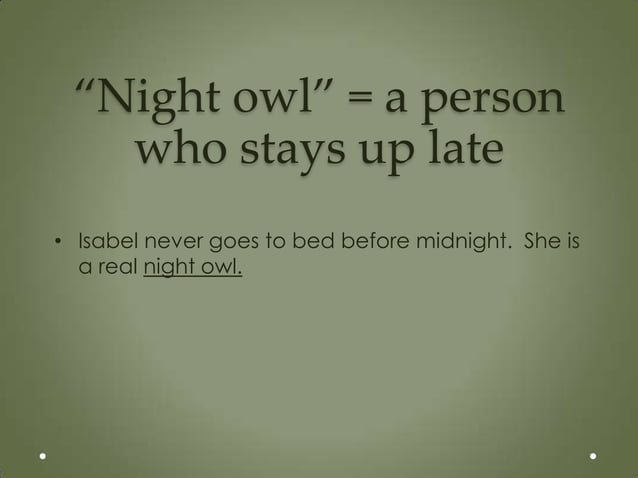 “Night owl” = a person
who stays up late
• Isabel never goes to bed before midnight.  She is
a real night owl.